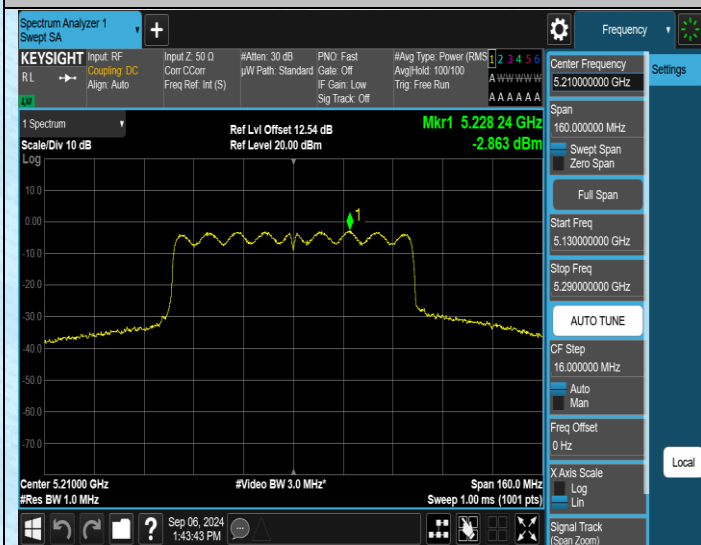 Spectrum Analyzer 1
Swept SA
Frequency
KEYSIGHT
RL
LXI
Input: RF
Coupling: DC
Align: Auto
Input Z: 50 Ω
Corr CCorr
Freq Ref: Int (S)
#Atten: 30 dB
µW Path: Standard
PNO: Fast
Gate: Off
IF Gain: Low
Sig Track: Off
#Avg Type: Power (RMS
Avg|Hold: 100/100
Trig: Free Run
1 2 3 4 5 6
A W W W W W
A A A A A A
1 Spectrum
Scale/Div 10 dB
Log
Ref Lvl Offset 12.54 dB
Ref Level 20.00 dBm
Mkr1 5.228 24 GHz
-2.863 dBm
10.0
0.00
-10.0
-20.0
-30.0
-40.0
-50.0
-60.0
-70.0
1
Center 5.21000 GHz
#Res BW 1.0 MHz
#Video BW 3.0 MHz*
Span 160.0 MHz
Sweep 1.00 ms (1001 pts)
Sep 06, 2024
1:43:43 PM
?
Center Frequency
5.210000000 GHz
Span
160.000000 MHz
Swept Span
Zero Span
Full Span
Start Freq
5.130000000 GHz
Stop Freq
5.290000000 GHz
AUTO TUNE
CF Step
16.000000 MHz
Auto
Man
Freq Offset
0 Hz
X Axis Scale
Log
Lin
Signal Track
(Span Zoom)
Settings
Local